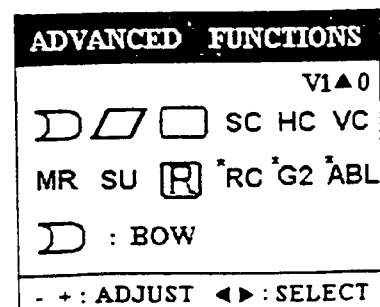 ADVANCED FUNCTIONS
V1▲0
SC HC VC
MR SU R *RC *G2 *ABL
: BOW
- + : ADJUST ◄ ► : SELECT